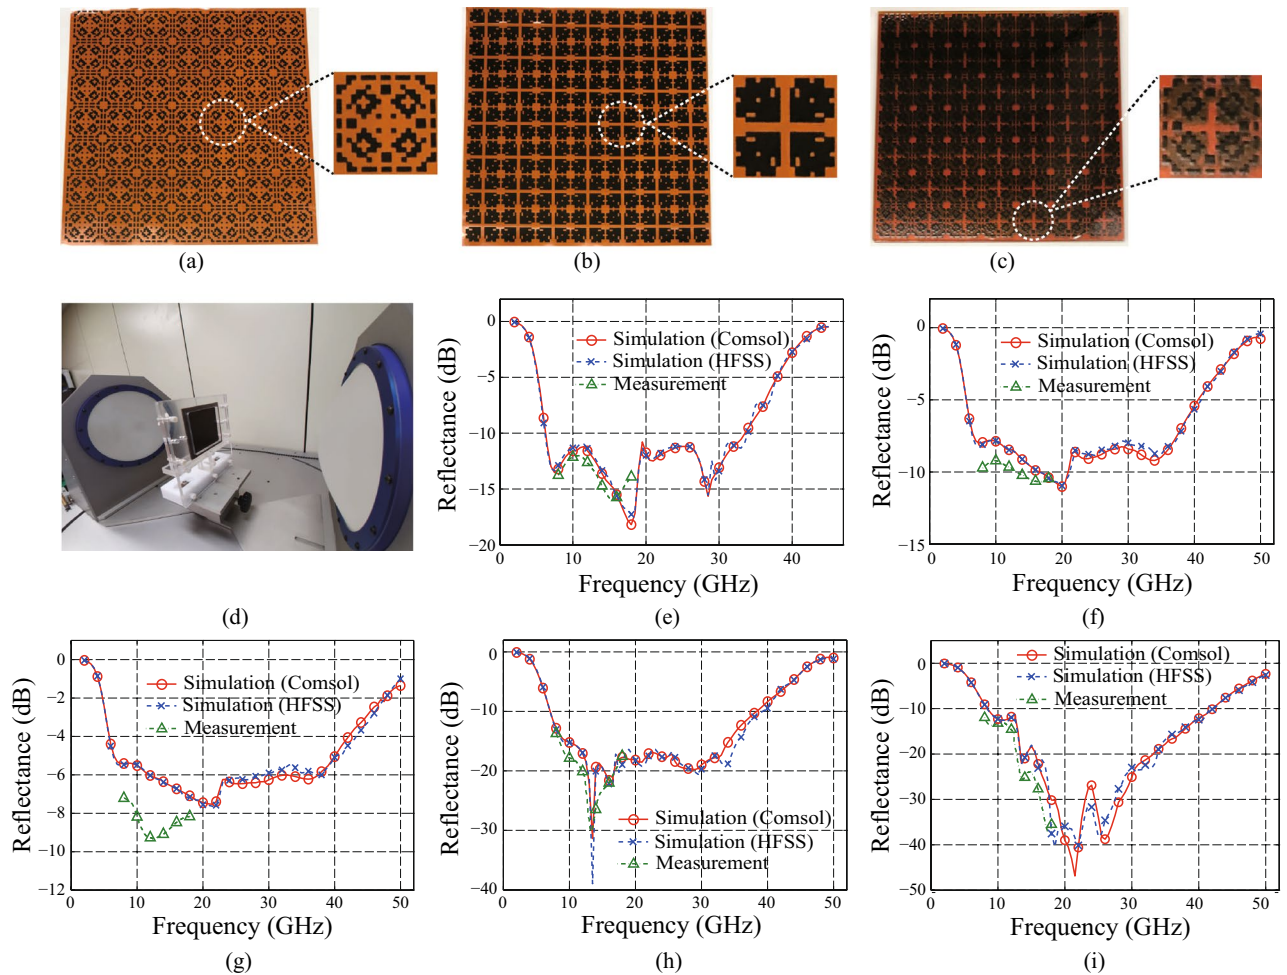 (a)
(b)
(c)
0
−5
−10
−15
−20
0
10
20
30
40
Reflectance (dB)
Frequency (GHz)
Simulation (Comsol)
Simulation (HFSS)
Measurement
0
−5
−10
−15
0
10
20
30
40
50
Reflectance (dB)
Frequency (GHz)
Simulation (Comsol)
Simulation (HFSS)
Measurement
(d)
(e)
(f)
0
−2
−4
−6
−8
−10
−12
0
10
20
30
40
50
Reflectance (dB)
Frequency (GHz)
Simulation (Comsol)
Simulation (HFSS)
Measurement
0
−10
−20
−30
−40
0
10
20
30
40
50
Reflectance (dB)
Frequency (GHz)
Simulation (Comsol)
Simulation (HFSS)
Measurement
0
−10
−20
−30
−40
−50
0
10
20
30
40
50
Reflectance (dB)
Frequency (GHz)
Simulation (Comsol)
Simulation (HFSS)
Measurement
(g)
(h)
(i)